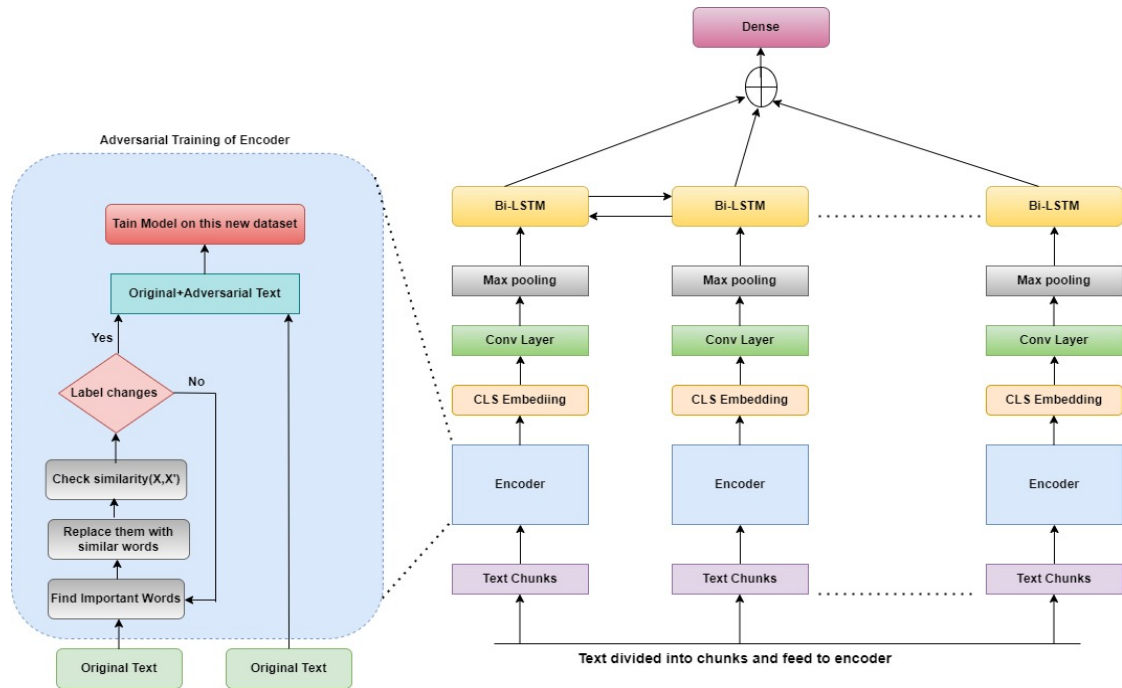 Dense
Adversarial Training of Encoder
Tain Model on this new dataset
Original+Adversarial Text
Yes
Label changes
No
Check similarity(X,X')
Replace them with
similar words
Find Important Words
Original Text
Original Text
Bi-LSTM
Bi-LSTM
Bi-LSTM
Max pooling
Max pooling
Max pooling
Conv Layer
Conv Layer
Conv Layer
CLS Embediing
CLS Embedding
CLS Embedding
Encoder
Encoder
Encoder
Text Chunks
Text Chunks
Text Chunks
Text divided into chunks and feed to encoder